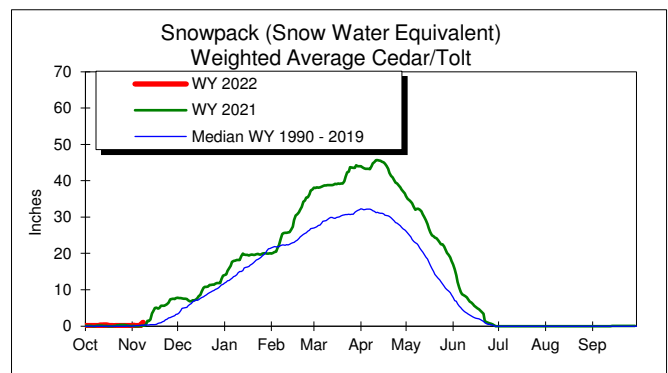 Snowpack (Snow Water Equivalent)
Weighted Average Cedar/Tolt
WY 2022
WY 2021
Median WY 1990 - 2019
Inches
70
60
50
40
30
20
10
0
Oct Nov Dec Jan Feb Mar Apr May Jun Jul Aug Sep